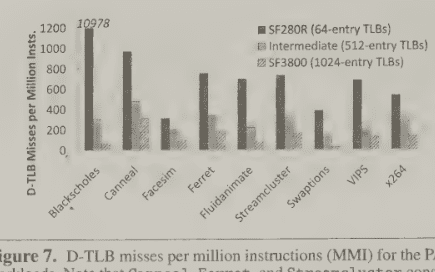 10978
D-TLB Misses per Million Insts.
1200
1000
800
600
400
200
0
SF280R (64-entry TLBs)
Intermediate (512-entry TLBs)
SF3800 (1024-entry TLBs)
Blackscholes
Canneal
Facesim
Ferret
Fluidanimate
Streamcluster
Swaptions
VIPS
x264
Figure 7. D-TLB misses per million instructions (MMI) for the PA
Note that Canneal, Ferret, and Streamcluster